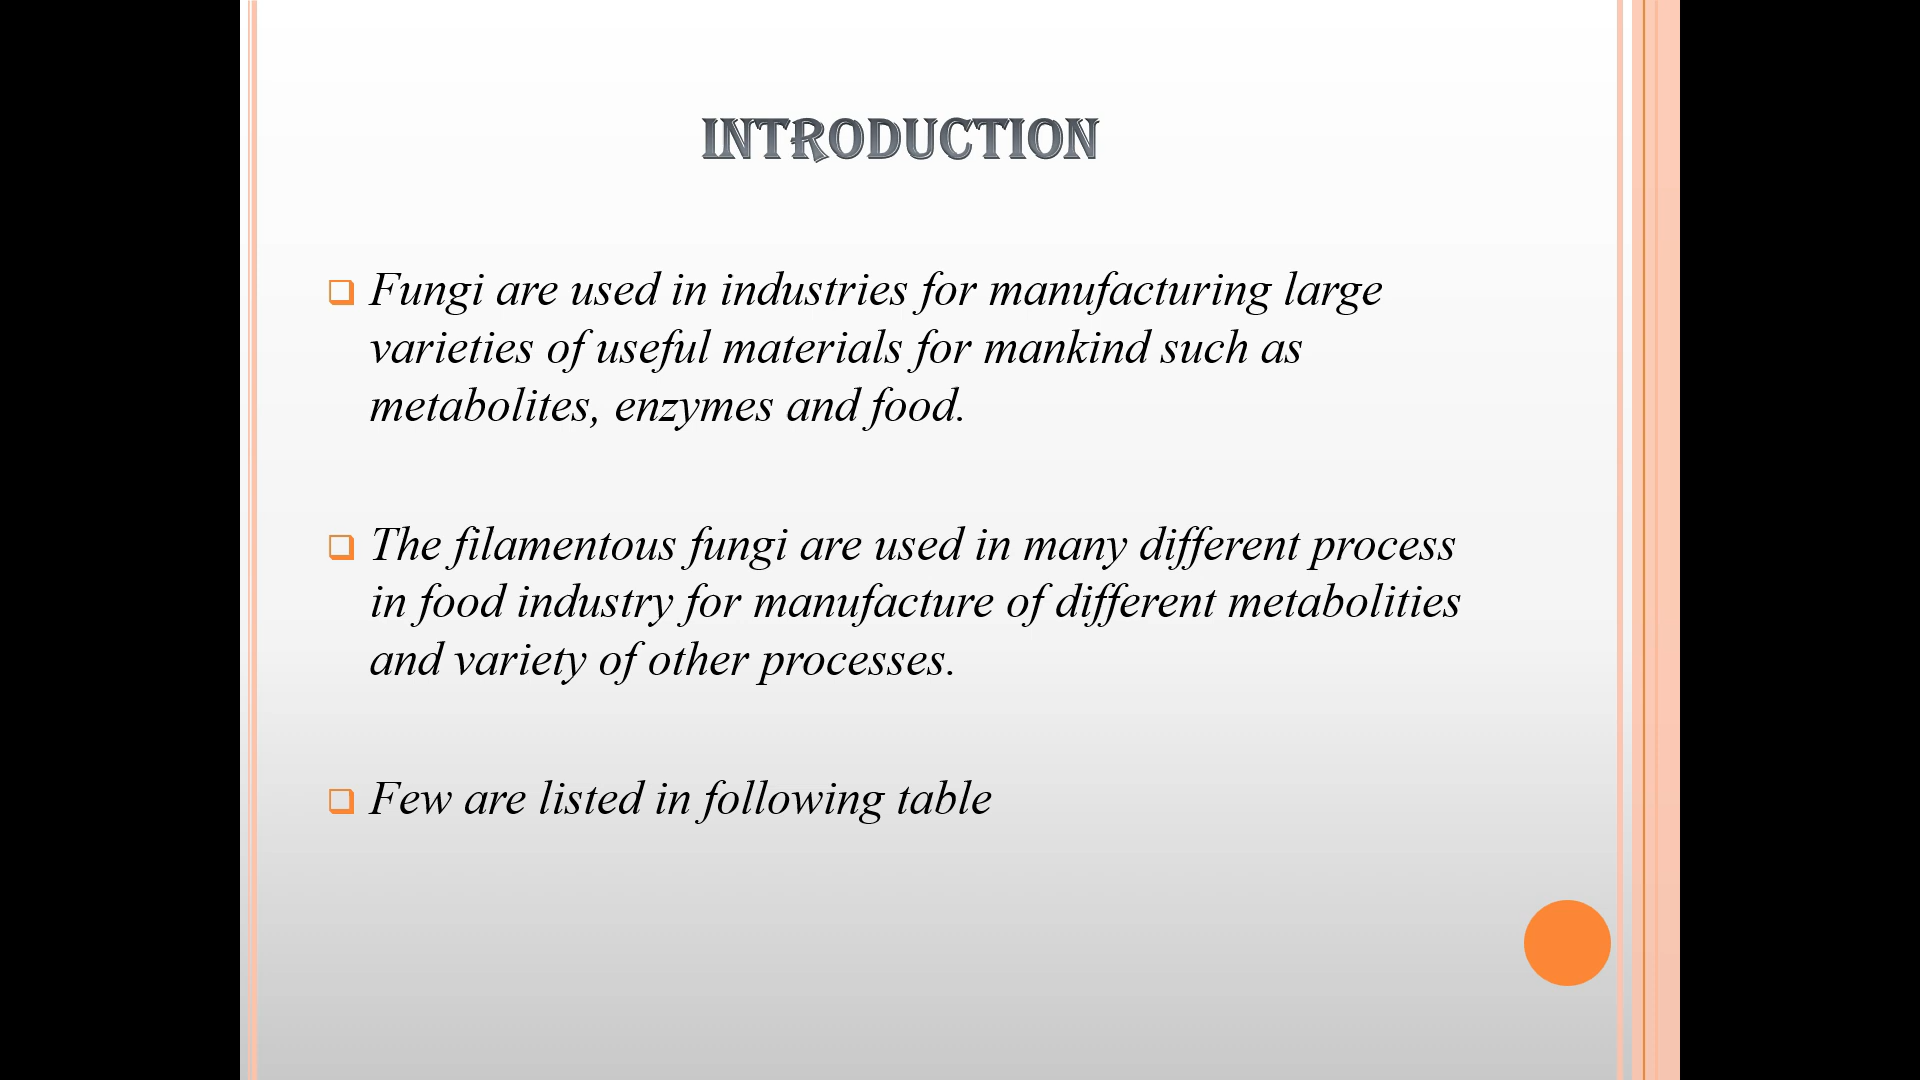 INTRODUCTION
Fungi are used in industries for manufacturing large
varieties of useful materials for mankind such as
metabolites, enzymes and food.
The filamentous fungi are used in many different process
in food industry for manufacture of different metabolities
and variety of other processes.
Few are listed in following table